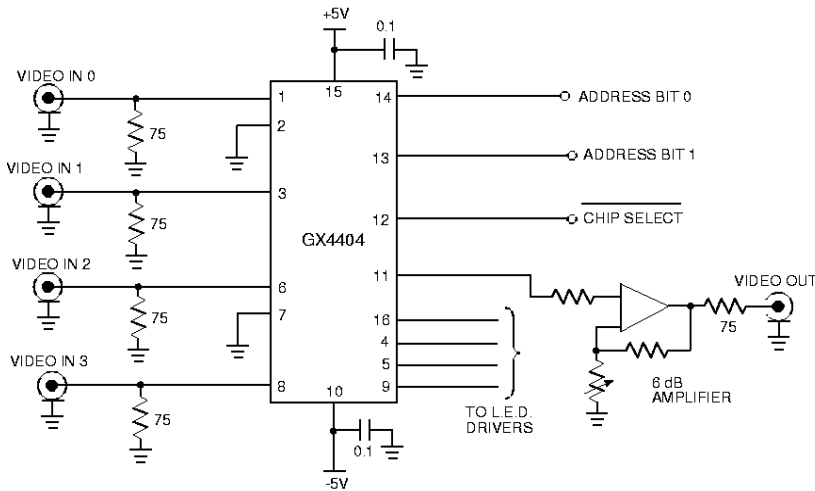 +5V
0.1
VIDEO IN 0
15
1
14
ADDRESS BIT 0
75
2
13
ADDRESS BIT 1
VIDEO IN 1
3
75
12
CHIP SELECT
GX4404
VIDEO IN 2
11
6
VIDEO OUT
75
7
16
75
4
5
VIDEO IN 3
8
9
6 dB
AMPLIFIER
10
TO L.E.D.
DRIVERS
75
0.1
-5V